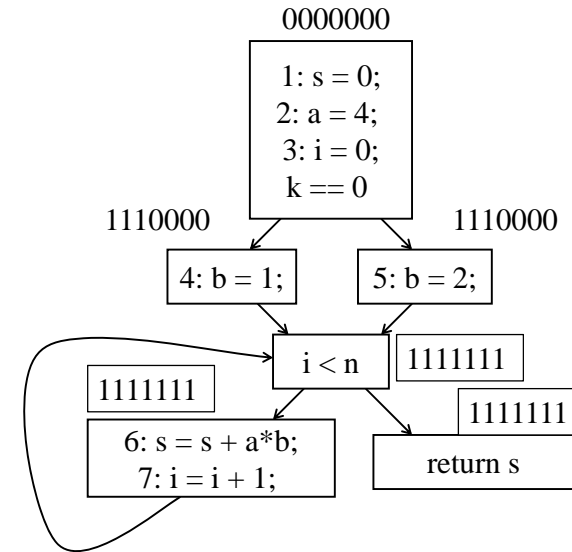 0000000
1: s = 0;
2: a = 4;
3: i = 0;
k == 0
1110000
1110000
4: b = 1;
5: b = 2;
i < n
1111111
1111111
1111111
6: s = s + a*b;
7: i = i + 1;
return s